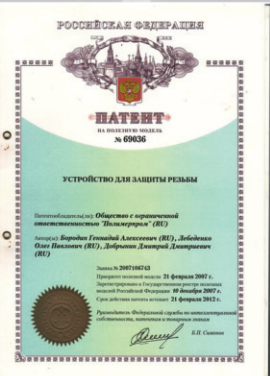 РОССИЙСКАЯ ФЕДЕРАЦИЯ
ПАТЕНТ
НА ПОЛЕЗНУЮ МОДЕЛЬ
№ 69036
УСТРОЙСТВО ДЛЯ ЗАЩИТЫ РЕЗЬБЫ
Патентообладатель(ли): Общество с ограниченной
ответственностью "Полимерпром" (RU)
Автор(ы): Бородин Геннадий Алексеевич (RU), Лебеденко
Олег Павлович (RU), Добрынин Дмитрий Дмитриевич
(RU)
Заявка № 2007106743
Приоритет полезной модели 21 февраля 2007 г.
Зарегистрировано в Государственном реестре полезных
моделей Российской Федерации 10 декабря 2007 г.
Срок действия патента истекает 21 февраля 2012 г.
Руководитель Федеральной службы по интеллектуальной
собственности, патентам и товарным знакам
Б.П. Симонов